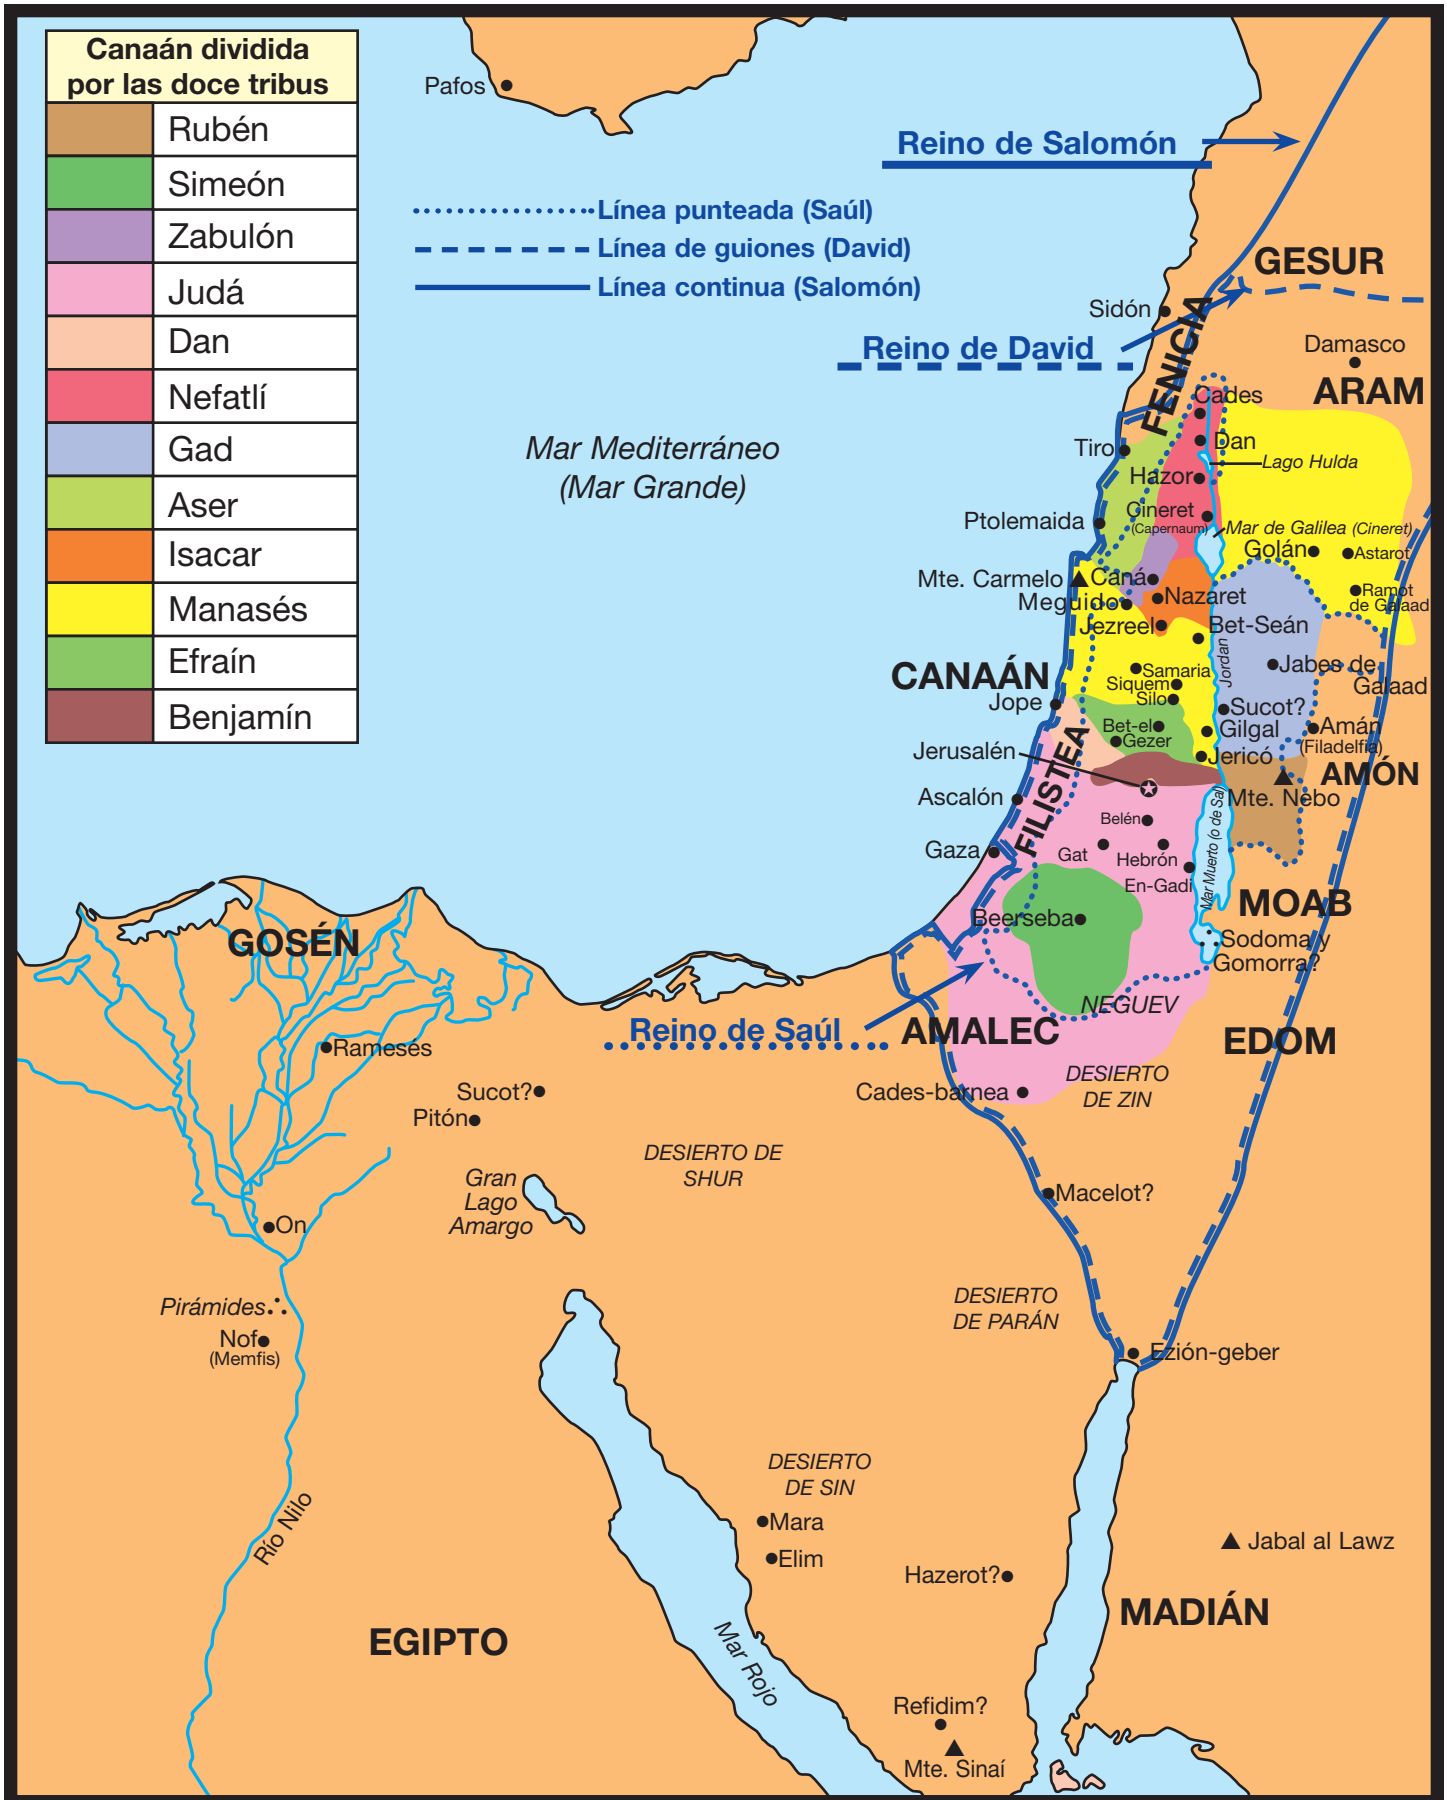 Canaán dividida
por las doce tribus
Rubén
Simeón
Zabulón
Judá
Dan
Nefatlí
Gad
Aser
Isacar
Manasés
Efraín
Benjamín
Pafos
Reino de Salomón
Línea punteada (Saúl)
Línea de guiones (David)
Línea continua (Salomón)
GESUR
Sidón
FENICIA
Reino de David
Damasco
ARAM
Cades
Mar Mediterráneo
(Mar Grande)
Tiro
Dan
Lago Hulda
Hazor
Ptolemaida
Cineret
(Capernaum)
Mar de Galilea (Cineret)
Golán
Astarot
Mte. Carmelo
Caná
Ramot
de Galaad
Meguido
Nazaret
Jezreel
Bet-Seán
Jordan
CANAÁN
Samaria
Jabes de
Galaad
Siquem
Silo
Jope
Sucot?
Bet-el
Gilgal
Amán
(Filadelfia)
Gezer
Jerusalén
Jericó
AMÓN
FILISTEA
Ascalón
Mte. Nebo
Belén
Mar Muerto (o de Sal)
Gaza
Gat
Hebrón
En-Gadi
MOAB
Beerseba
GOSÉN
Sodoma y
Gomorra?
NEGUEV
Reino de Saúl
AMALEC
EDOM
Ramesés
DESIERTO
DE ZIN
Sucot?
Cades-barnea
Pitón
DESIERTO DE
SHUR
Gran
Lago
Amargo
Macelot?
On
DESIERTO
DE PARÁN
Pirámides
Nof
(Memfis)
Ezión-geber
DESIERTO
DE SIN
Río Nilo
Mara
Jabal al Lawz
Elim
Hazerot?
MADIÁN
EGIPTO
Mar Rojo
Refidim?
Mte. Sinaí